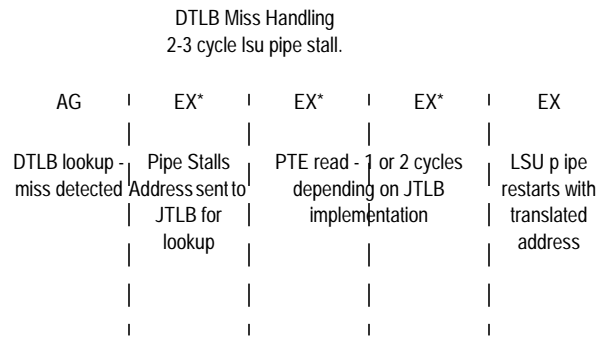 DTLB Miss Handling
2-3 cycle lsu pipe stall.
AG EX* EX* EX* EX
DTLB lookup - miss detected
Pipe Stalls
Address sent to
JTLB for
lookup
PTE read - 1 or 2 cycles
depending on JTLB
implementation
LSU p ipe
restarts with
translated
address